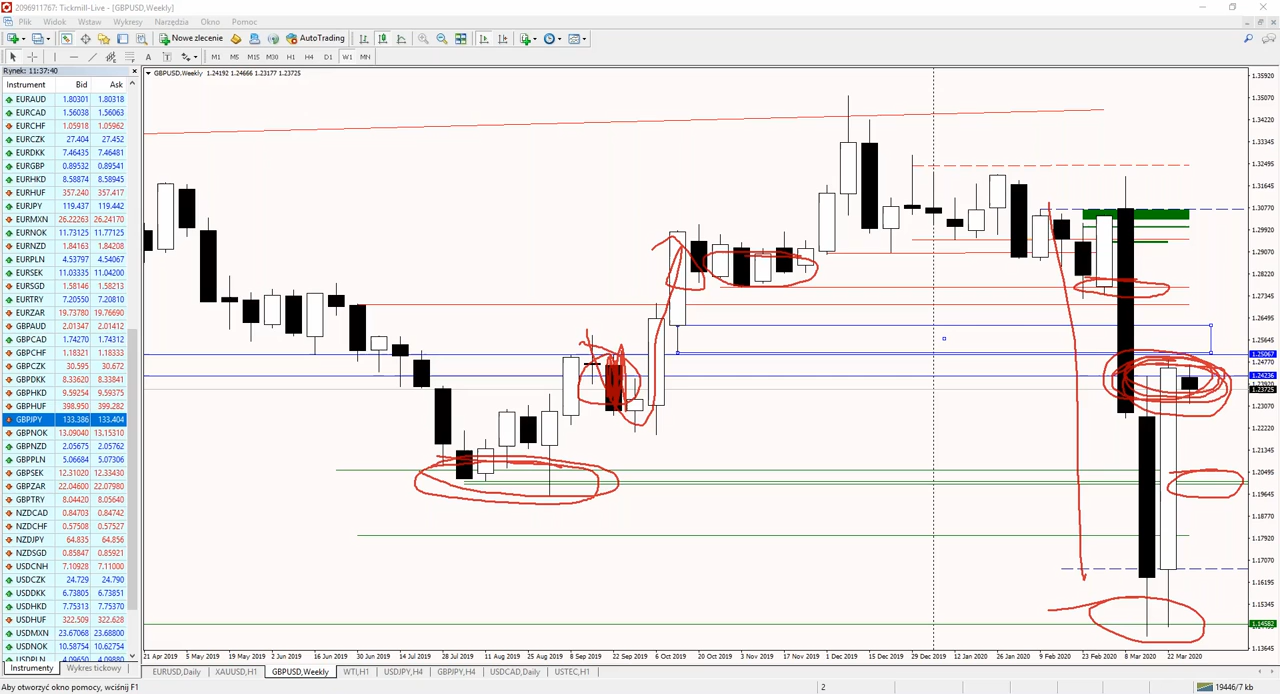 2096911767: Tickmill-Live - [GBPUSD,Weekly]
Plik Widok Wstaw Wykresy Narzędzia Okno Pomoc
Nowe zlecenie AutoTrading
A T M1 M5 M15 M30 H1 H4 D1 W1 MN
Rynek: 11:37:40
Instrument Bid Ask
EURAUD 1.80301 1.80318
EURCAD 1.56038 1.56063
EURCHF 1.05918 1.05962
EURCZK 27.404 27.452
EURDKK 7.46435 7.46481
EURGBP 0.89532 0.89541
EURHKD 8.58874 8.58945
EURHUF 357.240 357.417
EURJPY 119.437 119.442
EURMXN 26.22263 26.24170
EURNOK 11.73125 11.77125
EURNZD 1.84163 1.84208
EURPLN 4.53797 4.54067
EURSEK 11.03335 11.04200
EURSGD 1.58146 1.58213
EURTRY 7.20550 7.20810
EURZAR 19.73780 19.76690
GBPAUD 2.01347 2.01412
GBPCAD 1.74270 1.74312
GBPCHF 1.18321 1.18333
GBPCZK 30.595 30.672
GBPDKK 8.33620 8.33841
GBPHKD 9.59254 9.59375
GBPHUF 398.950 399.282
GBPJPY 133.386 133.404
GBPNOK 13.09040 13.15310
GBPNZD 2.05675 2.05762
GBPPLN 5.06684 5.07306
GBPSEK 12.31020 12.33430
GBPZAR 22.04600 22.07980
GBPTRY 8.04420 8.05640
NZDCAD 0.84703 0.84742
NZDCHF 0.57508 0.57527
NZDJPY 64.835 64.856
NZDSGD 0.85847 0.85921
USDCNH 7.10928 7.11000
USDCZK 24.729 24.790
USDDKK 6.73805 6.73851
USDHKD 7.75313 7.75370
USDHUF 322.509 322.628
USDMXN 23.67068 23.68800
USDNOK 10.58754 10.62754
USDPLN 4.09650 4.09880
Instrumenty Wykres tickowy
GBPUSD,Weekly 1.24192 1.24666 1.23177 1.23725
1.35920
1.35070
1.34220
1.33345
1.32495
1.31645
1.30770
1.29920
1.29070
1.28220
1.27345
1.26495
1.25645
1.25067
1.24770
1.24236
1.23920
1.23725
1.23070
1.22220
1.21345
1.20495
1.19645
1.18770
1.17920
1.17070
1.16195
1.15345
1.14582
1.13645
21 Apr 2019 5 May 2019 19 May 2019 2 Jun 2019 16 Jun 2019 30 Jun 2019 14 Jul 2019 28 Jul 2019 11 Aug 2019 25 Aug 2019 8 Sep 2019 22 Sep 2019 6 Oct 2019 20 Oct 2019 3 Nov 2019 17 Nov 2019 1 Dec 2019 15 Dec 2019 29 Dec 2019 12 Jan 2020 26 Jan 2020 9 Feb 2020 23 Feb 2020 8 Mar 2020 22 Mar 2020
EURUSD,Daily XAUUSD,H1 GBPUSD,Weekly WTI,H1 USDJPY,H4 GBPJPY,H4 USDCAD,Daily USTEC,H1
Aby otworzyć okno pomocy, wciśnij F1 2 19446/7 kb